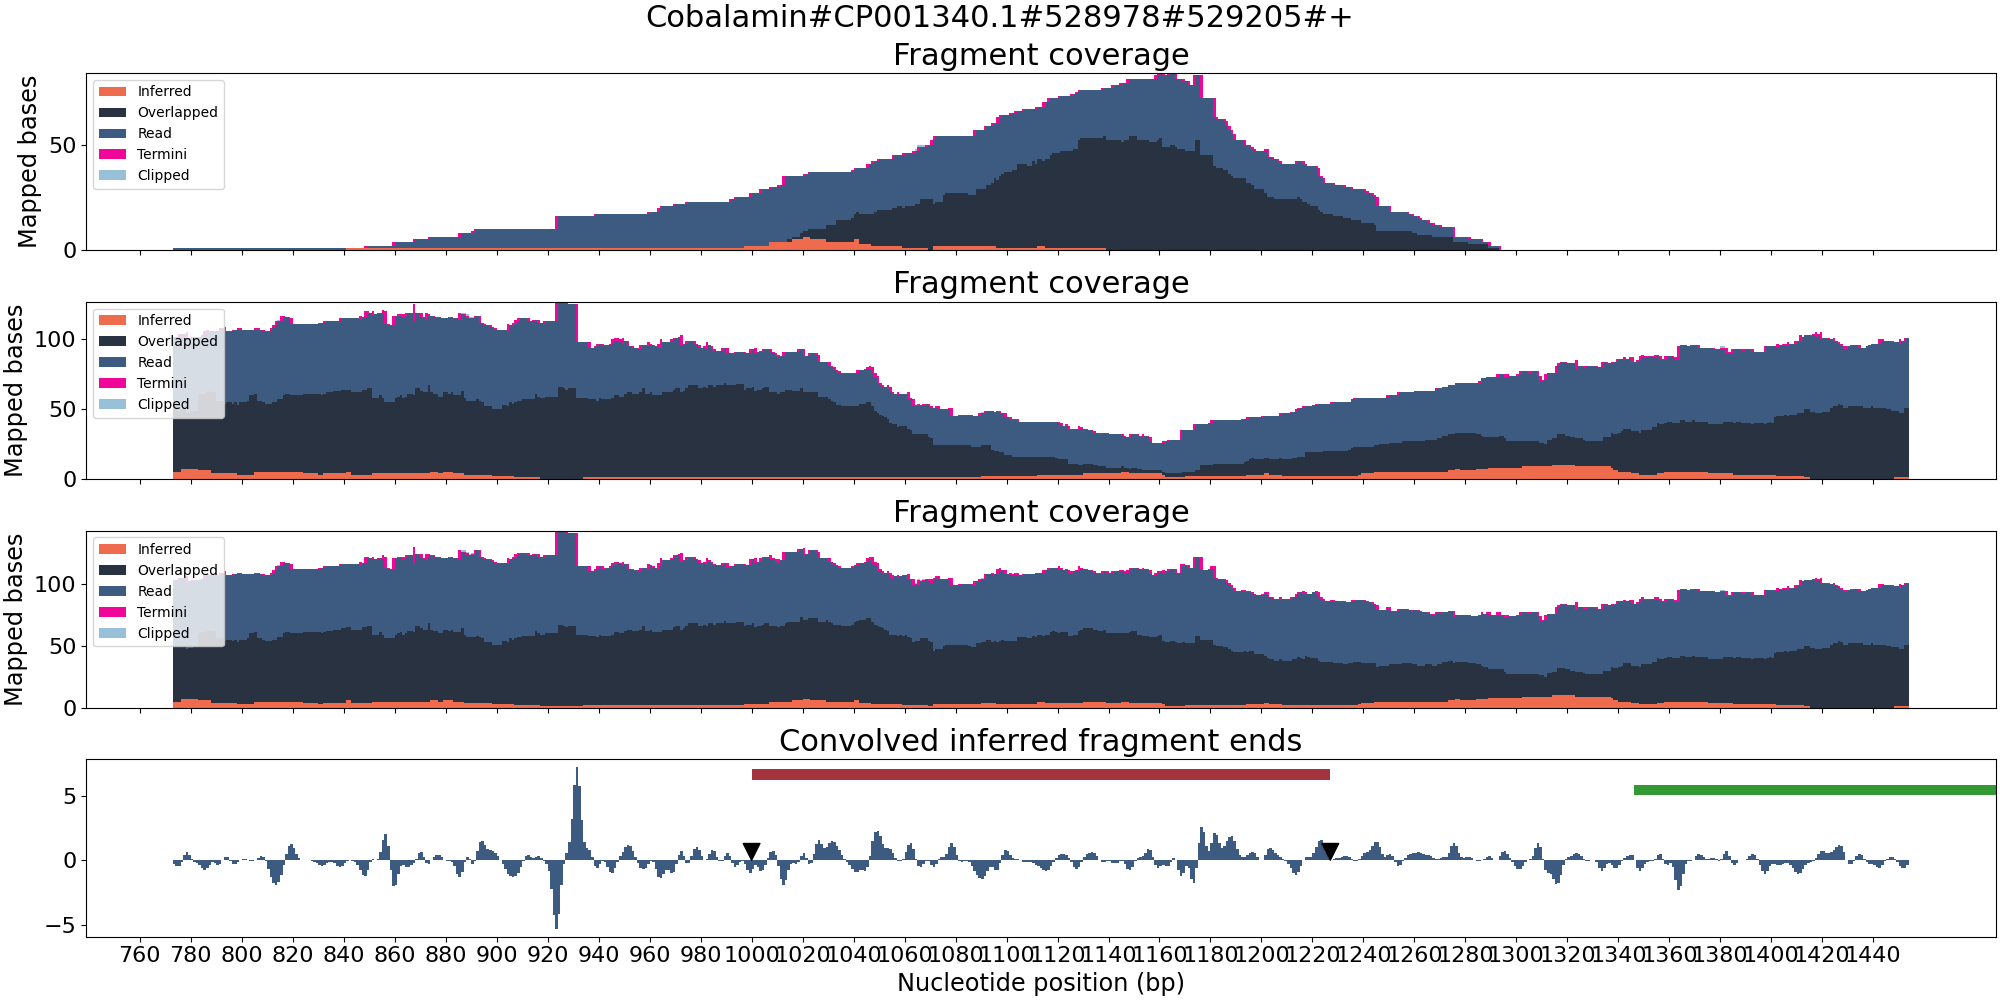 Cobalamin#CP001340.1#528978#529205#+
Fragment coverage
Mapped bases
50
0
Inferred
Overlapped
Read
Termini
Clipped
Fragment coverage
Mapped bases
100
50
0
Inferred
Overlapped
Read
Termini
Clipped
Fragment coverage
Mapped bases
100
50
0
Inferred
Overlapped
Read
Termini
Clipped
Convolved inferred fragment ends
5
0
−5
760 780 800 820 840 860 880 900 920 940 960 980 1000 1020 1040 1060 1080 1100 1120 1140 1160 1180 1200 1220 1240 1260 1280 1300 1320 1340 1360 1380 1400 1420 1440
Nucleotide position (bp)